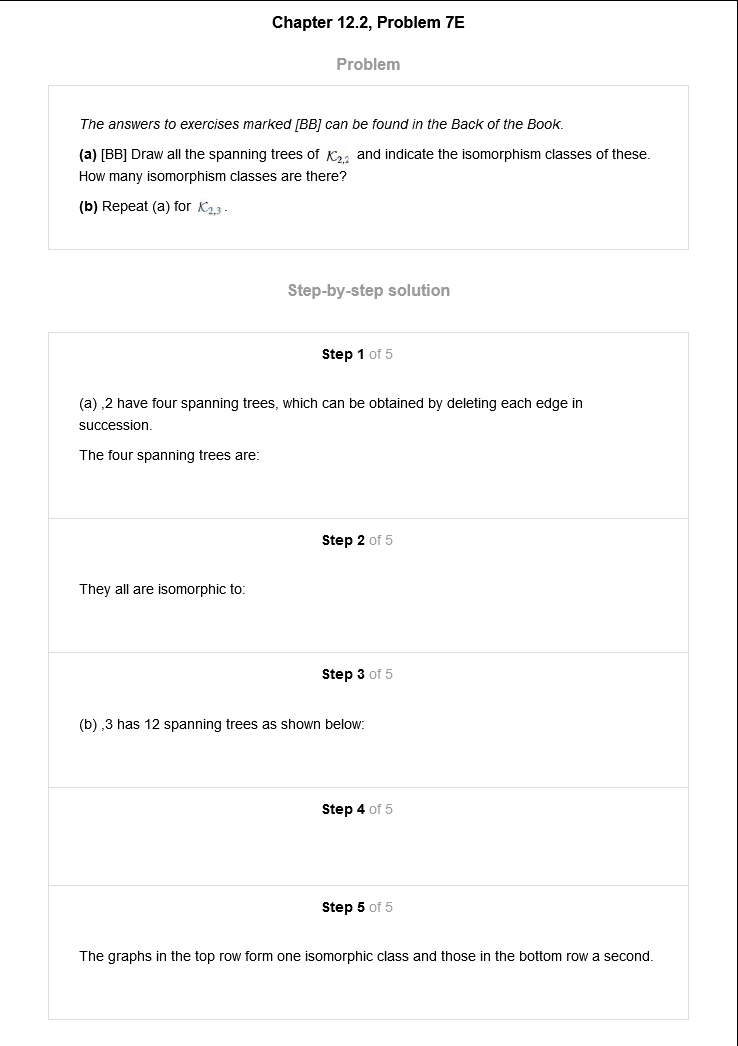 Chapter 12.2, Problem 7E
Problem
The answers to exercises marked [BB] can be found in the Back of the Book.
(a) [BB] Draw all the spanning trees of K2,2 and indicate the isomorphism classes of these.
How many isomorphism classes are there?
(b) Repeat (a) for K2,3.
Step-by-step solution
Step 1 of 5
(a) ,2 have four spanning trees, which can be obtained by deleting each edge in
succession.
The four spanning trees are:
Step 2 of 5
They all are isomorphic to:
Step 3 of 5
(b) ,3 has 12 spanning trees as shown below:
Step 4 of 5
Step 5 of 5
The graphs in the top row form one isomorphic class and those in the bottom row a second.